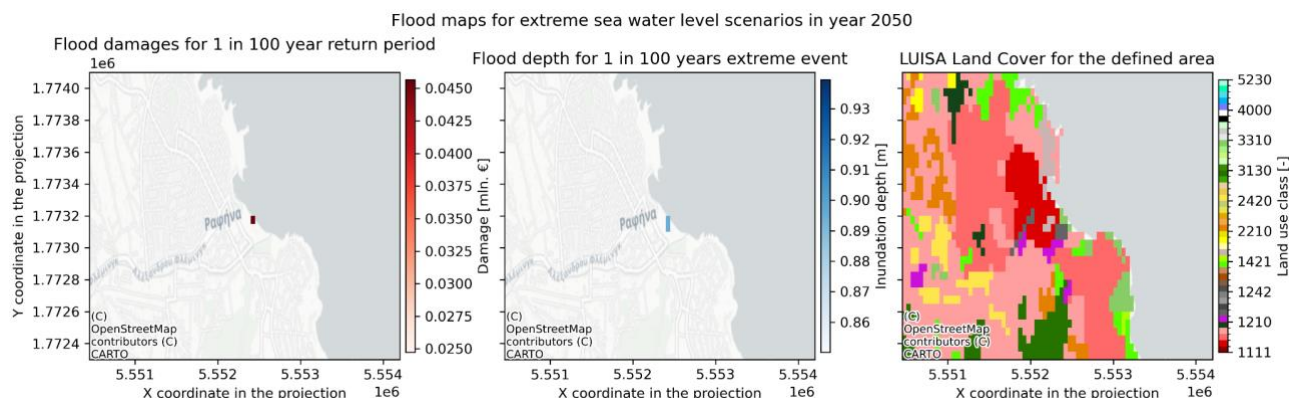 Flood maps for extreme sea water level scenarios in year 2050
Flood damages for 1 in 100 year return period
1e6
1.7740
1.7736
1.7734
1.7732
1.7730
1.7728
1.7726
1.7724
Y coordinate in the projection
5.551
5.552
5.553
5.554
1e6
X coordinate in the projection
Ραφήνα
(C)
OpenStreetMap
contributors (C)
CARTO
0.0450
0.0425
0.0400
0.0375
0.0350
0.0325
0.0300
0.0275
0.0250
Damage [mln. €]
Flood depth for 1 in 100 years extreme event
Ραφήνα
(C)
OpenStreetMap
contributors (C)
CARTO
5.551
5.552
5.553
5.554
1e6
X coordinate in the projection
0.93
0.92
0.91
0.90
0.89
0.88
0.87
0.86
Inundation depth [m]
LUISA Land Cover for the defined area
(C)
OpenStreetMap
contributors (C)
CARTO
5.551
5.552
5.553
5.554
1e6
X coordinate in the projection
5230
4000
3310
2420
2210
1421
1242
1210
1111
Land use class [-]